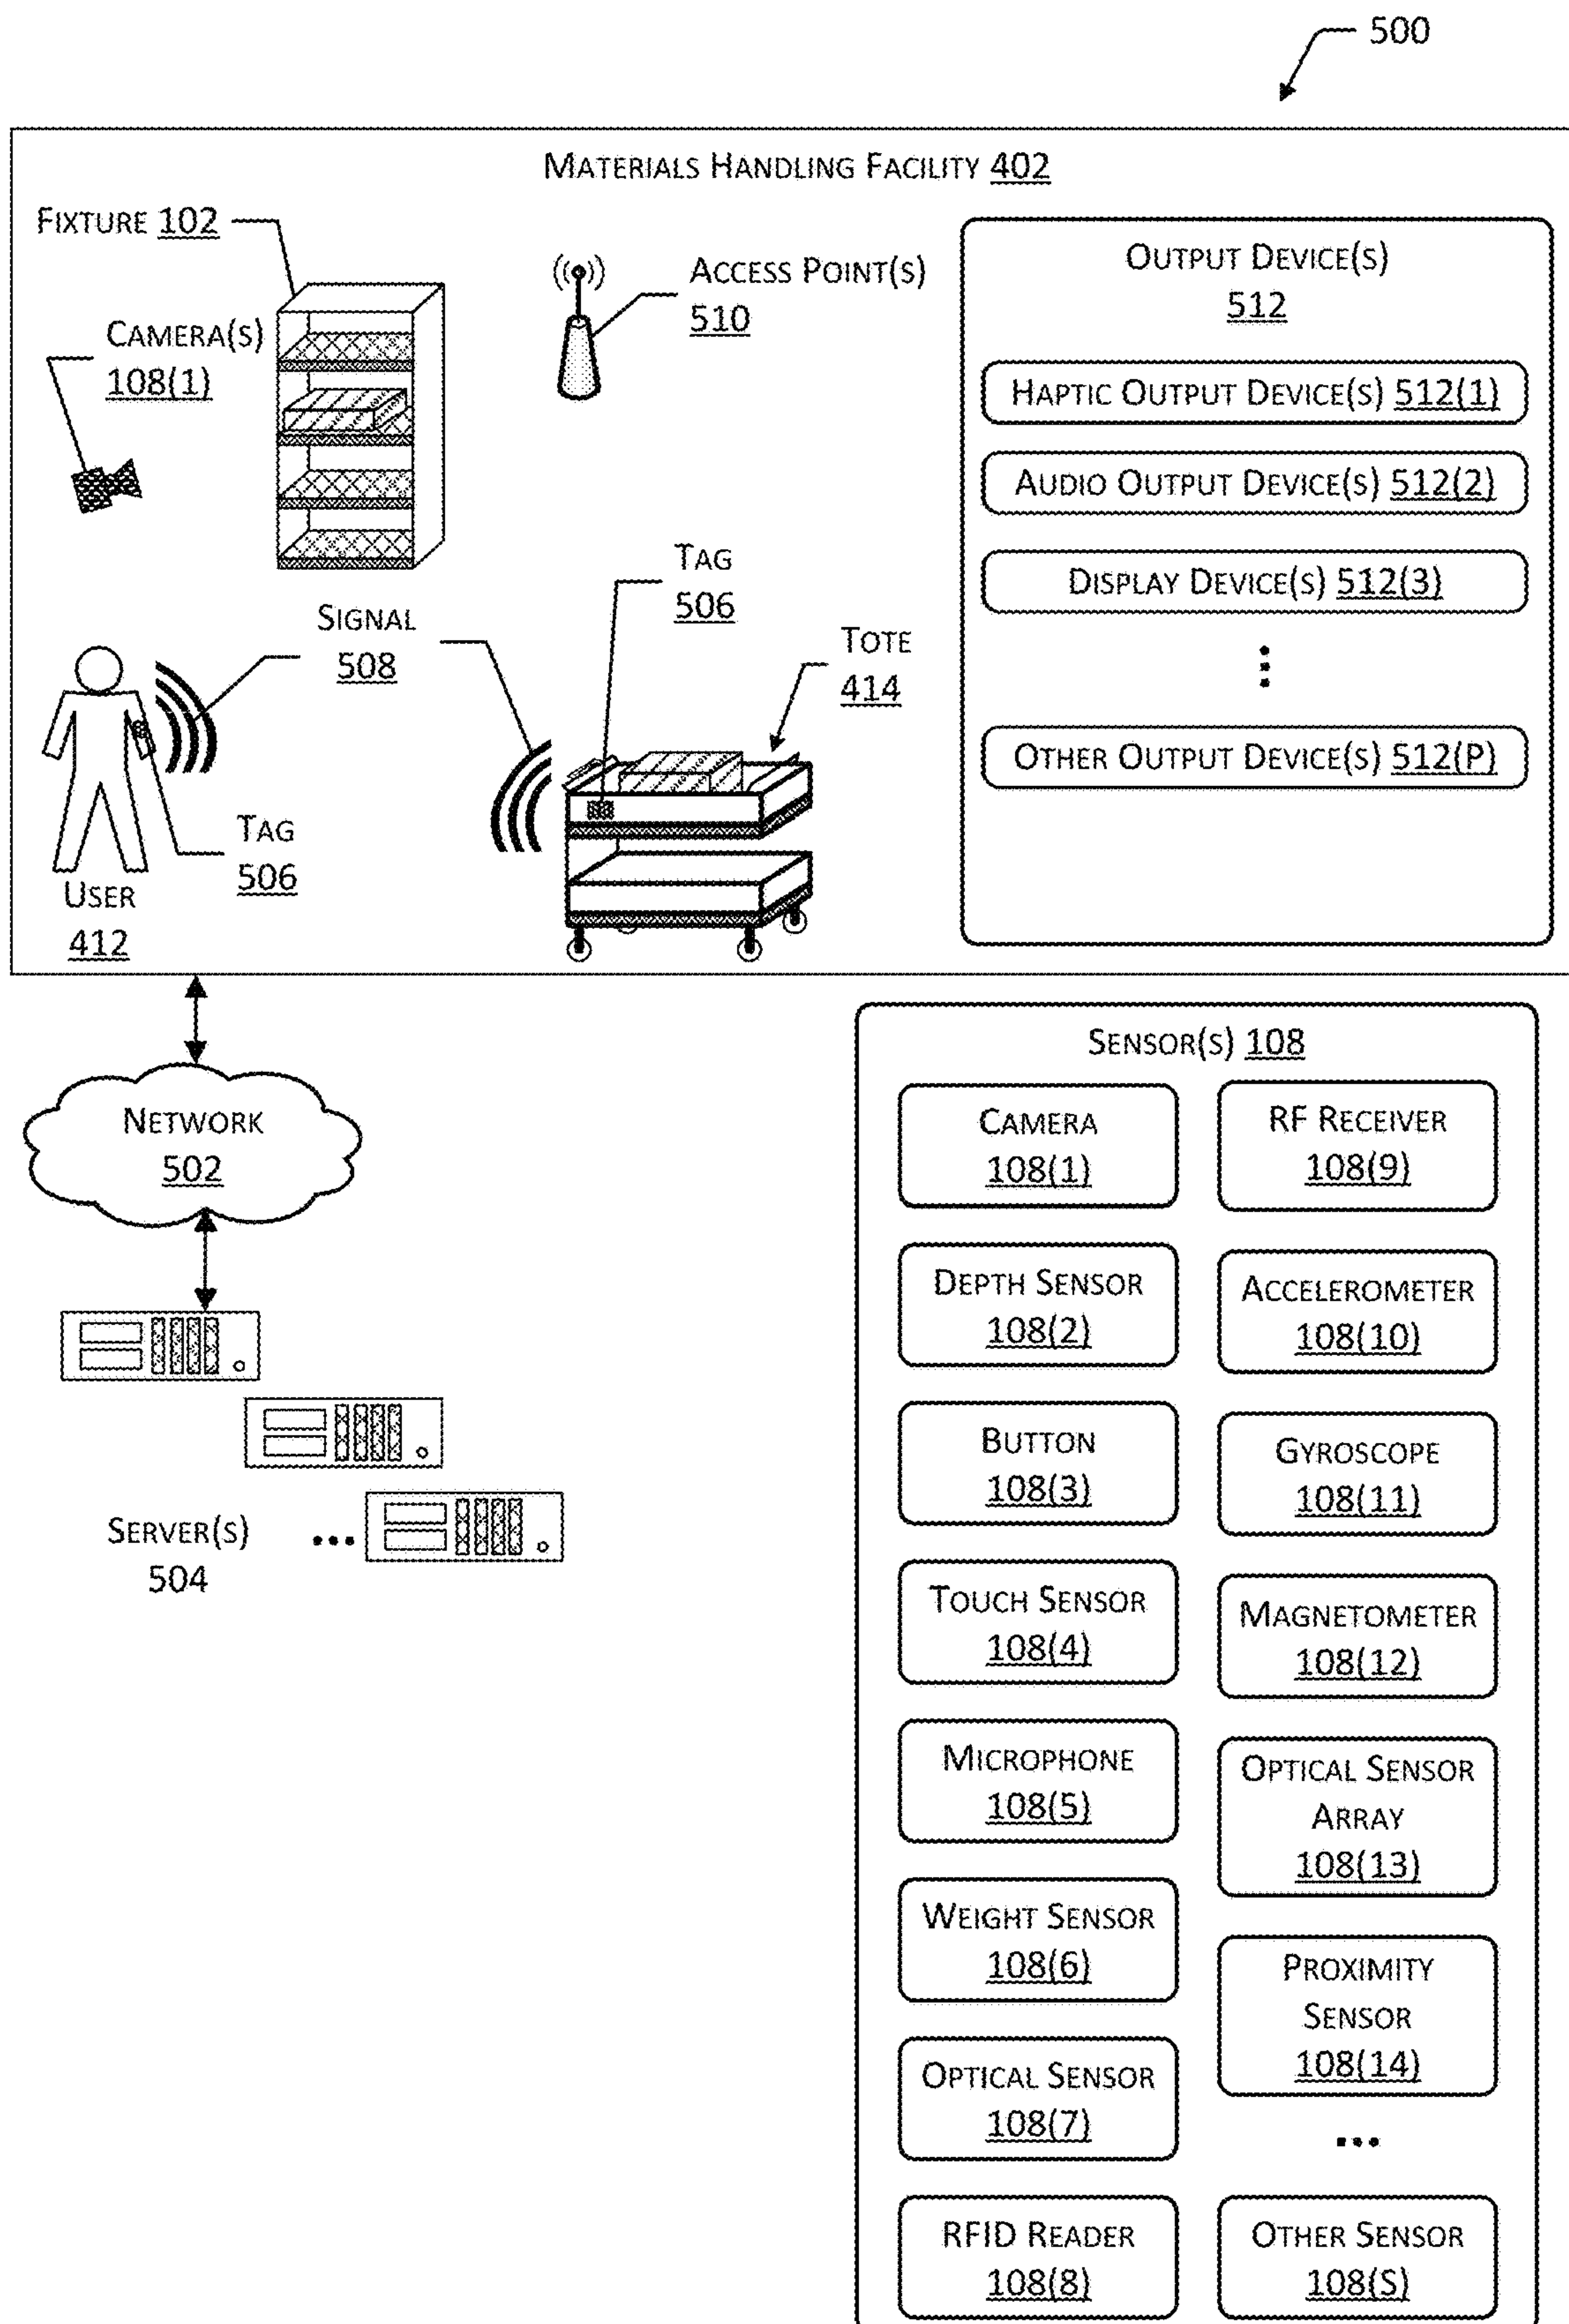 500
MATERIALS HANDLING FACILITY 402
FIXTURE 102
CAMERA(S)
108(1)
ACCESS POINT(S)
510
OUTPUT DEVICE(S)
512
HAPTIC OUTPUT DEVICE(S) 512(1)
AUDIO OUTPUT DEVICE(S) 512(2)
DISPLAY DEVICE(S) 512(3)
OTHER OUTPUT DEVICE(S) 512(P)
TAG
506
SIGNAL
508
TOTE
414
TAG
506
USER
412
NETWORK
502
SERVER(S)
504
...
SENSOR(S) 108
CAMERA
108(1)
DEPTH SENSOR
108(2)
BUTTON
108(3)
TOUCH SENSOR
108(4)
MICROPHONE
108(5)
WEIGHT SENSOR
108(6)
OPTICAL SENSOR
108(7)
RFID READER
108(8)
RF RECEIVER
108(9)
ACCELEROMETER
108(10)
GYROSCOPE
108(11)
MAGNETOMETER
108(12)
OPTICAL SENSOR
ARRAY
108(13)
PROXIMITY
SENSOR
108(14)
...
OTHER SENSOR
108(S)